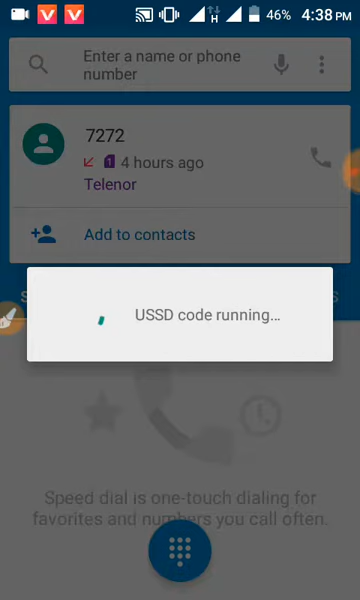 H 46% 4:38 PM
Enter a name or phone
number
7272
1 4 hours ago
Telenor
Add to contacts
S S
USSD code running...
Speed dial is one-touch dialing for
favorites and numbers you call often.